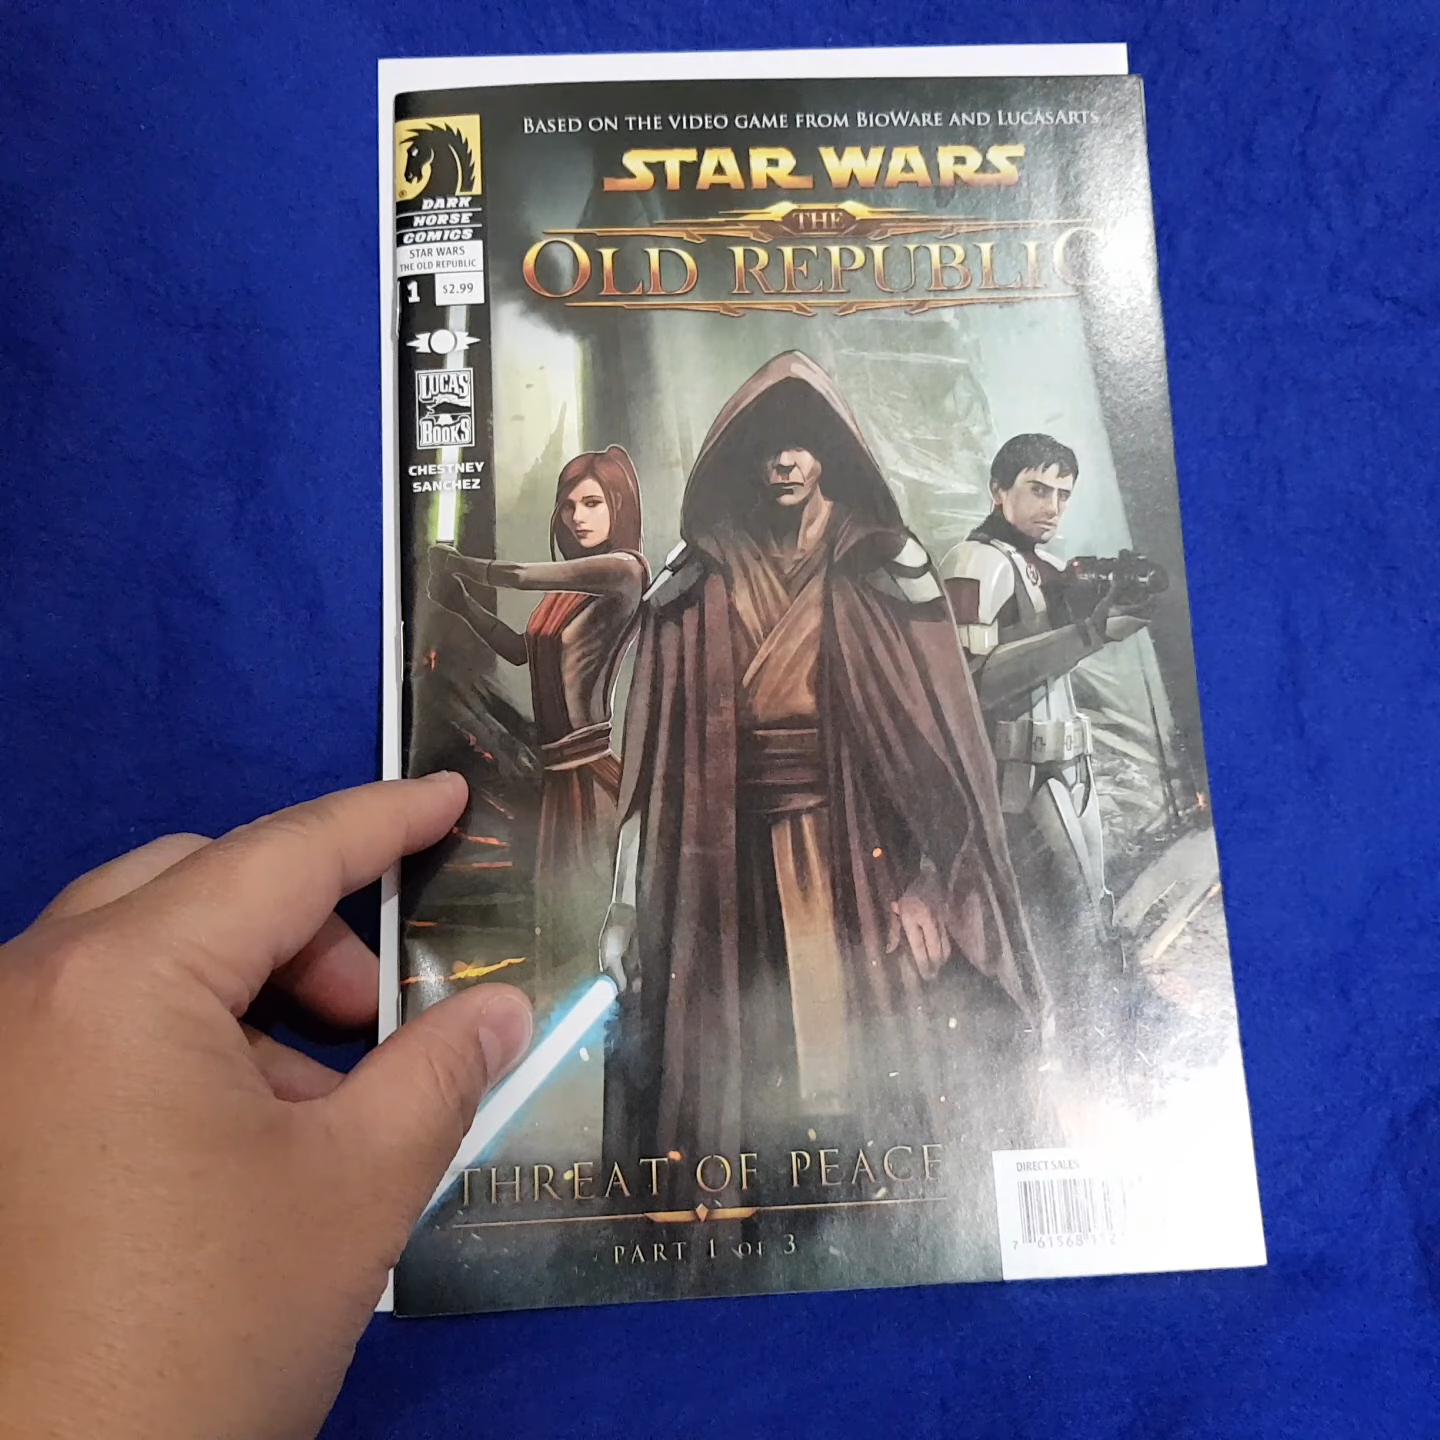 BASED ON THE VIDEO GAME FROM BIOWARE AND LUCASARTS
STAR WARS
THE
OLD REPUBLIC
DARK
HORSE
COMICS
STAR WARS
THE OLD REPUBLIC
1 $2.99
LUCAS
BOOKS
CHESTNEY
SANCHEZ
THREAT OF PEACE
PART 1 OF 3
DIRECT SALES
7 61568